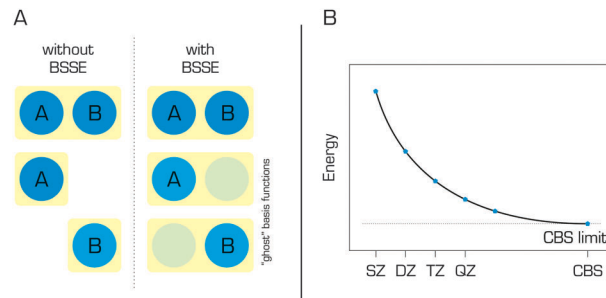 A
without
BSSE
with
BSSE
A
B
A
B
A
A
B
B
"ghost" basis functions
B
Energy
CBS limit
SZ
DZ
TZ
QZ
CBS